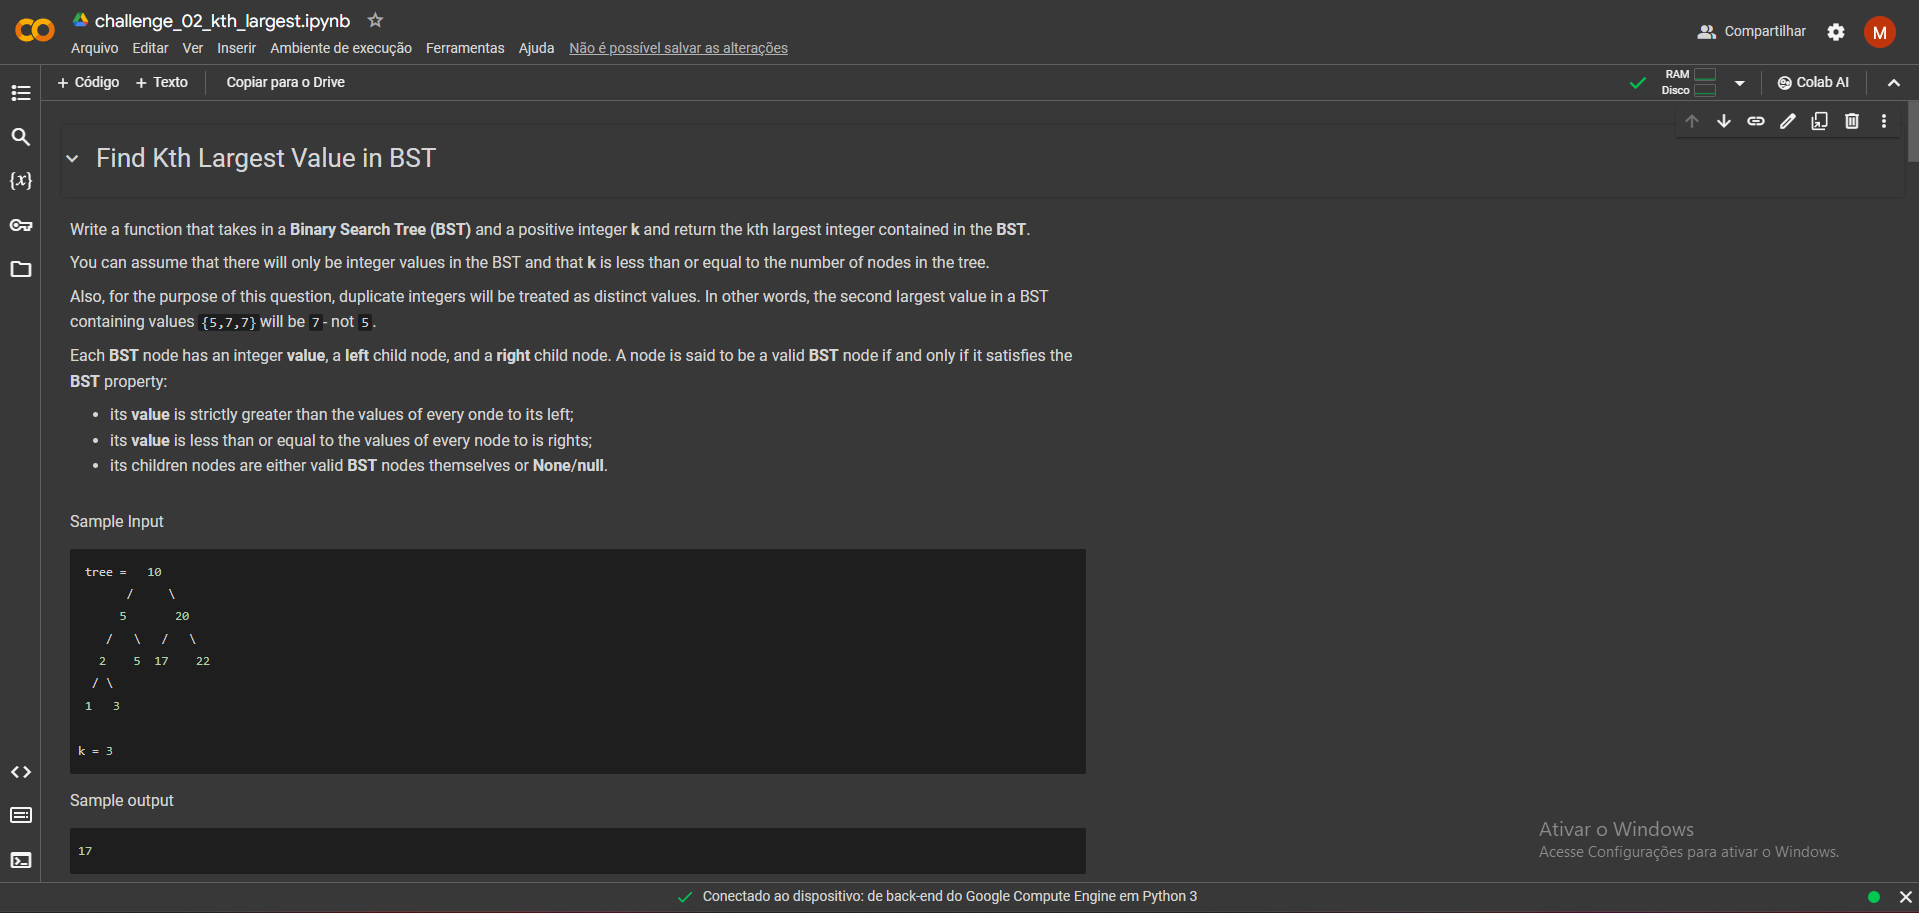 challenge_02_kth_largest.ipynb
Arquivo Editar Ver Inserir Ambiente de execução Ferramentas Ajuda Não é possível salvar as alterações
Compartilhar
M
+ Código + Texto Copiar para o Drive
RAM
Disco
Colab AI
{x}
Find Kth Largest Value in BST
Write a function that takes in a Binary Search Tree (BST) and a positive integer k and return the kth largest integer contained in the BST.
You can assume that there will only be integer values in the BST and that k is less than or equal to the number of nodes in the tree.
Also, for the purpose of this question, duplicate integers will be treated as distinct values. In other words, the second largest value in a BST
containing values {5,7,7} will be 7 - not 5.
Each BST node has an integer value, a left child node, and a right child node. A node is said to be a valid BST node if and only if it satisfies the
BST property:
• its value is strictly greater than the values of every onde to its left;
• its value is less than or equal to the values of every node to is rights;
• its children nodes are either valid BST nodes themselves or None/null.
Sample Input
tree = 10
/ \
5 20
/ \ / \
2 5 17 22
/ \
1 3
k = 3
Sample output
17
Ativar o Windows
Acesse Configurações para ativar o Windows.
Conectado ao dispositivo: de back-end do Google Compute Engine em Python 3